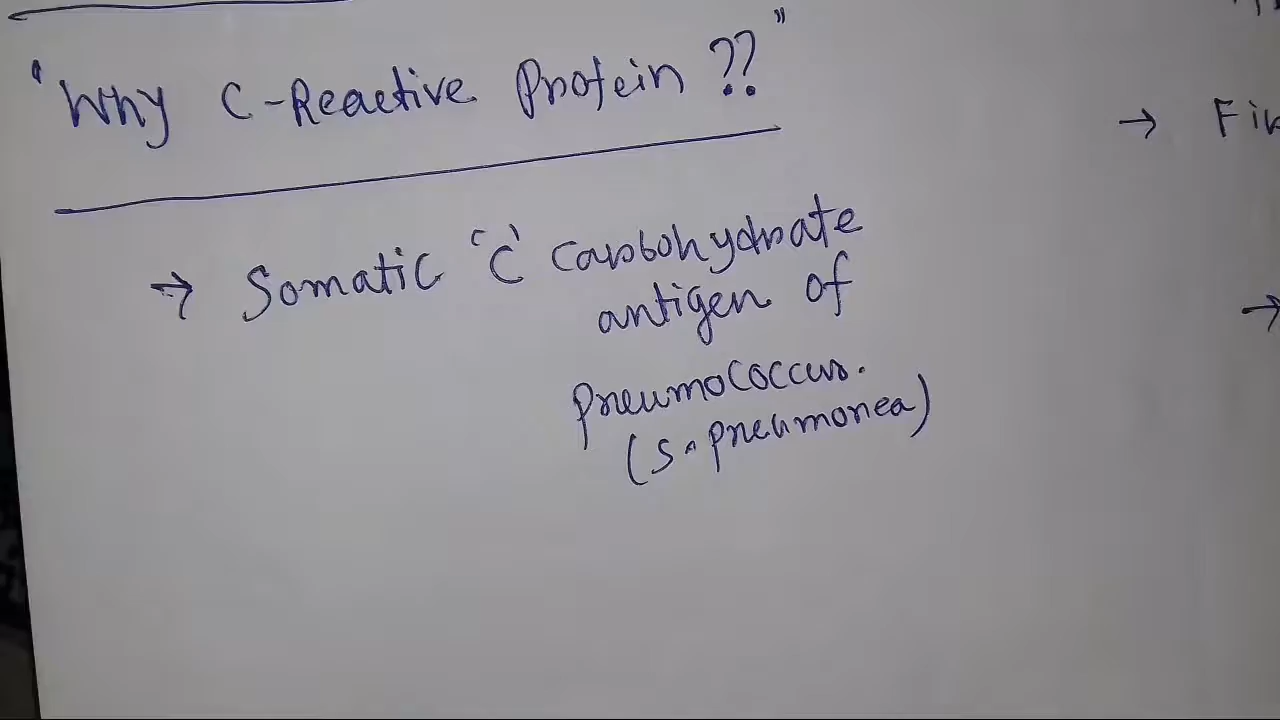 "Why C-Reactive Protein ??"
→ Somatic 'C' Carbohydrate
antigen of
pneumococcus.
(S. pneumonea)
→ Fi
→